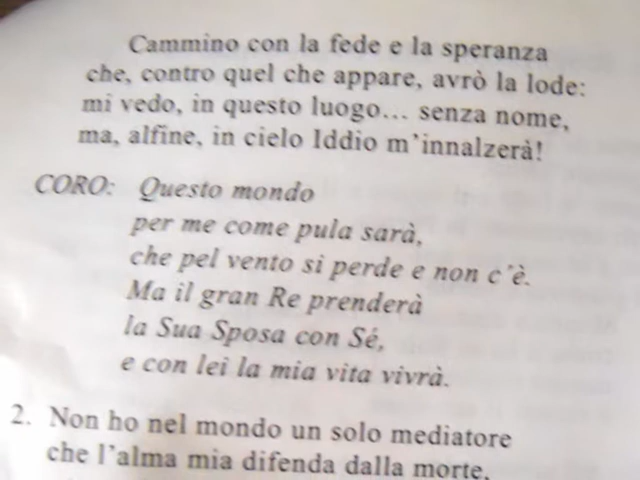 Cammino con la fede e la speranza
che, contro quel che appare, avrò la lode:
mi vedo, in questo luogo... senza nome,
ma, alfine, in cielo Iddio m'innalzerà!
CORO: Questo mondo
per me come pula sarà,
che pel vento si perde e non c'è.
Ma il gran Re prenderà
la Sua Sposa con Sé,
e con lei la mia vita vivrà.
2. Non ho nel mondo un solo mediatore
che l'alma mia difenda dalla morte,